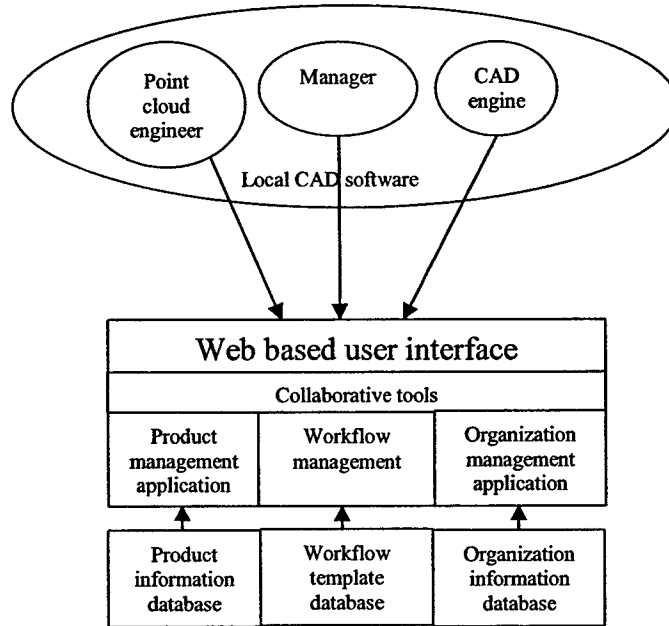 Point
cloud
engineer
Manager
CAD
engine
Local CAD software
Web based user interface
Collaborative tools
Product
management
application
Workflow
management
Organization
management
application
Product
information
database
Workflow
template
database
Organization
information
database